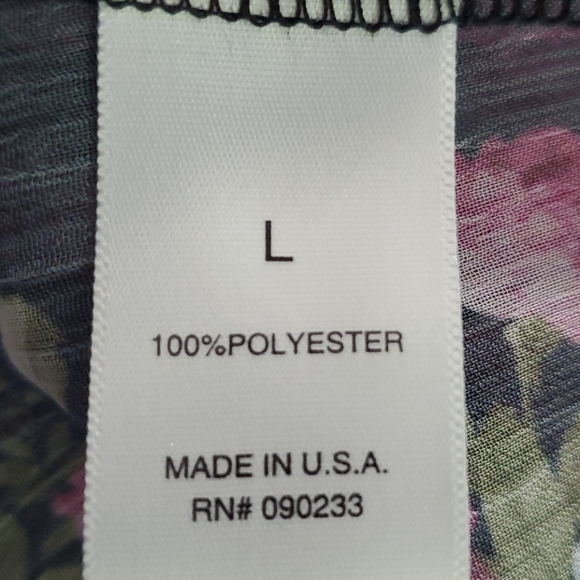 L
100%POLYESTER
MADE IN U.S.A.
RN# 090233